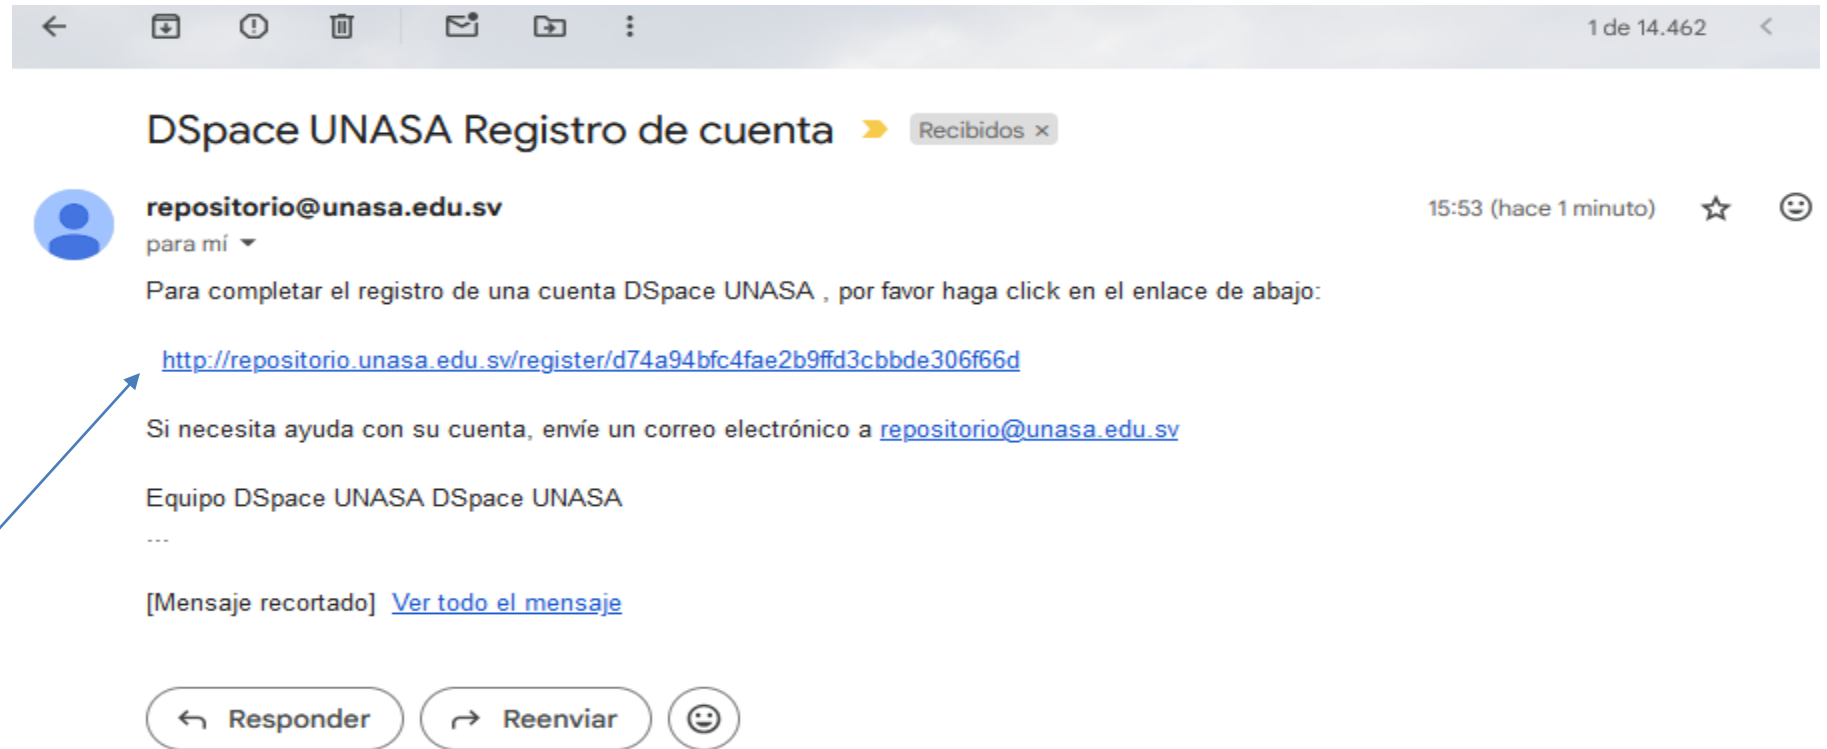 1 de 14.462
DSpace UNASA Registro de cuenta Recibidos ×
repositorio@unasa.edu.sv 15:53 (hace 1 minuto)
para mí
Para completar el registro de una cuenta DSpace UNASA , por favor haga click en el enlace de abajo:
http://repositorio.unasa.edu.sv/register/d74a94bfc4fae2b9ffd3cbbde306f66d
Si necesita ayuda con su cuenta, envíe un correo electrónico a repositorio@unasa.edu.sv
Equipo DSpace UNASA DSpace UNASA
---
[Mensaje recortado] Ver todo el mensaje
Responder Reenviar